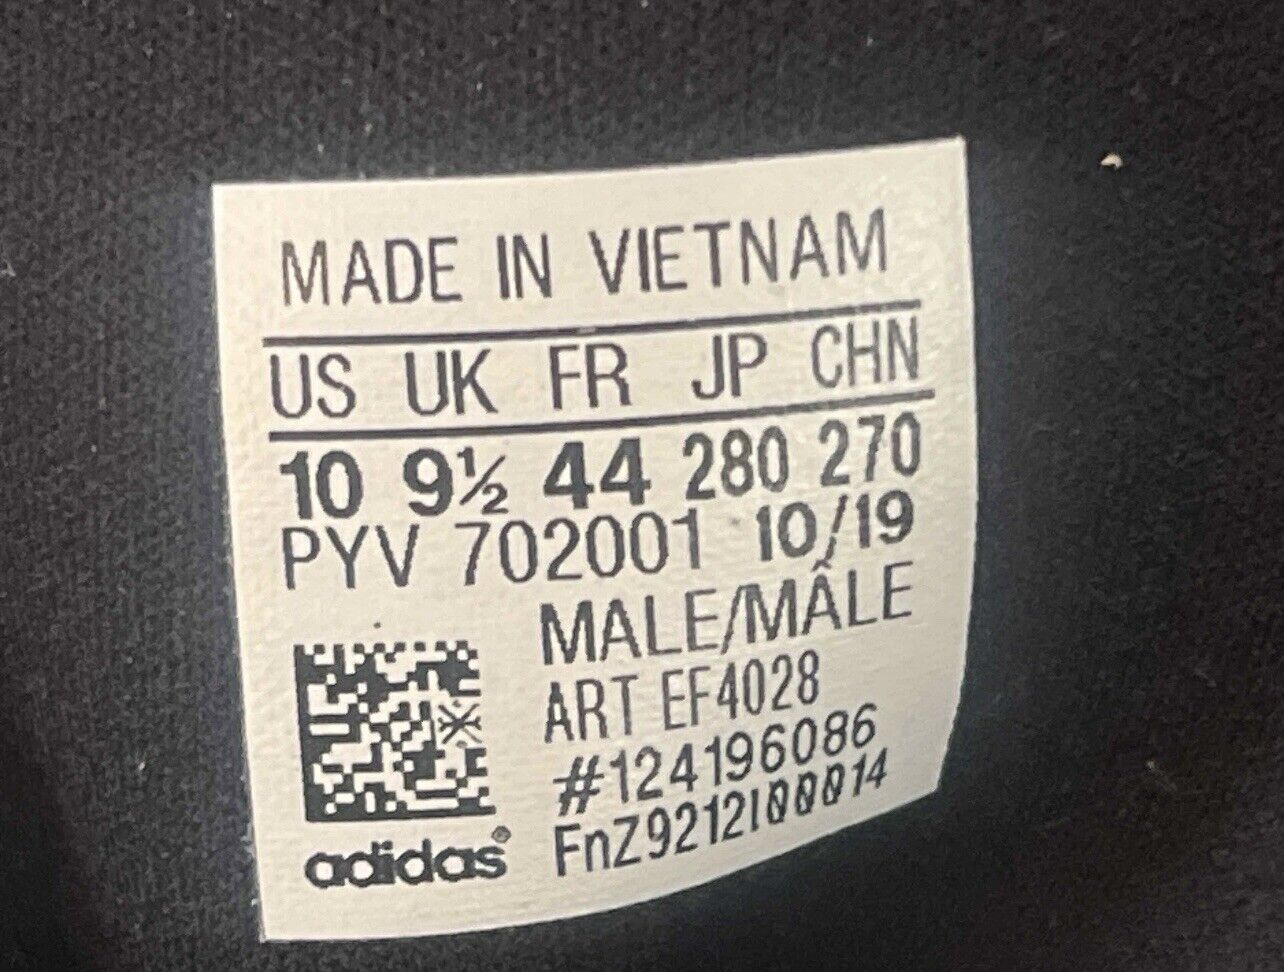 MADE IN VIETNAM
US UK FR JP CHN
10 9½ 44 280 270
PYV 702001 10/19
MALE/MÂLE
ART EF4028
#124196086
FnZ9212I00014
adidas®